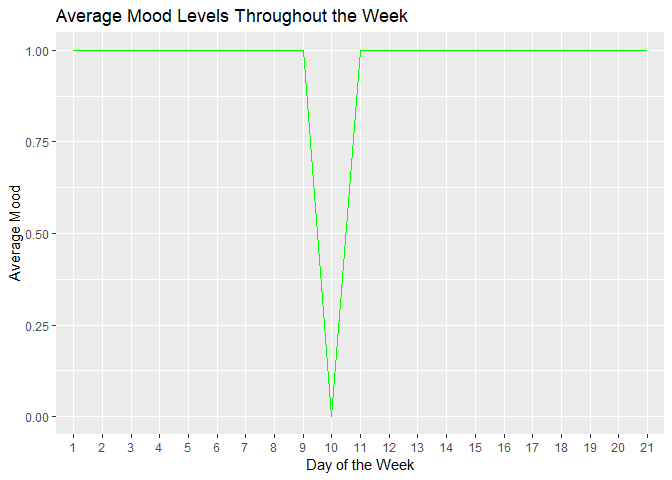 Average Mood Levels Throughout the Week
1.00
0.75
0.50
0.25
0.00
Average Mood
1 2 3 4 5 6 7 8 9 10 11 12 13 14 15 16 17 18 19 20 21
Day of the Week